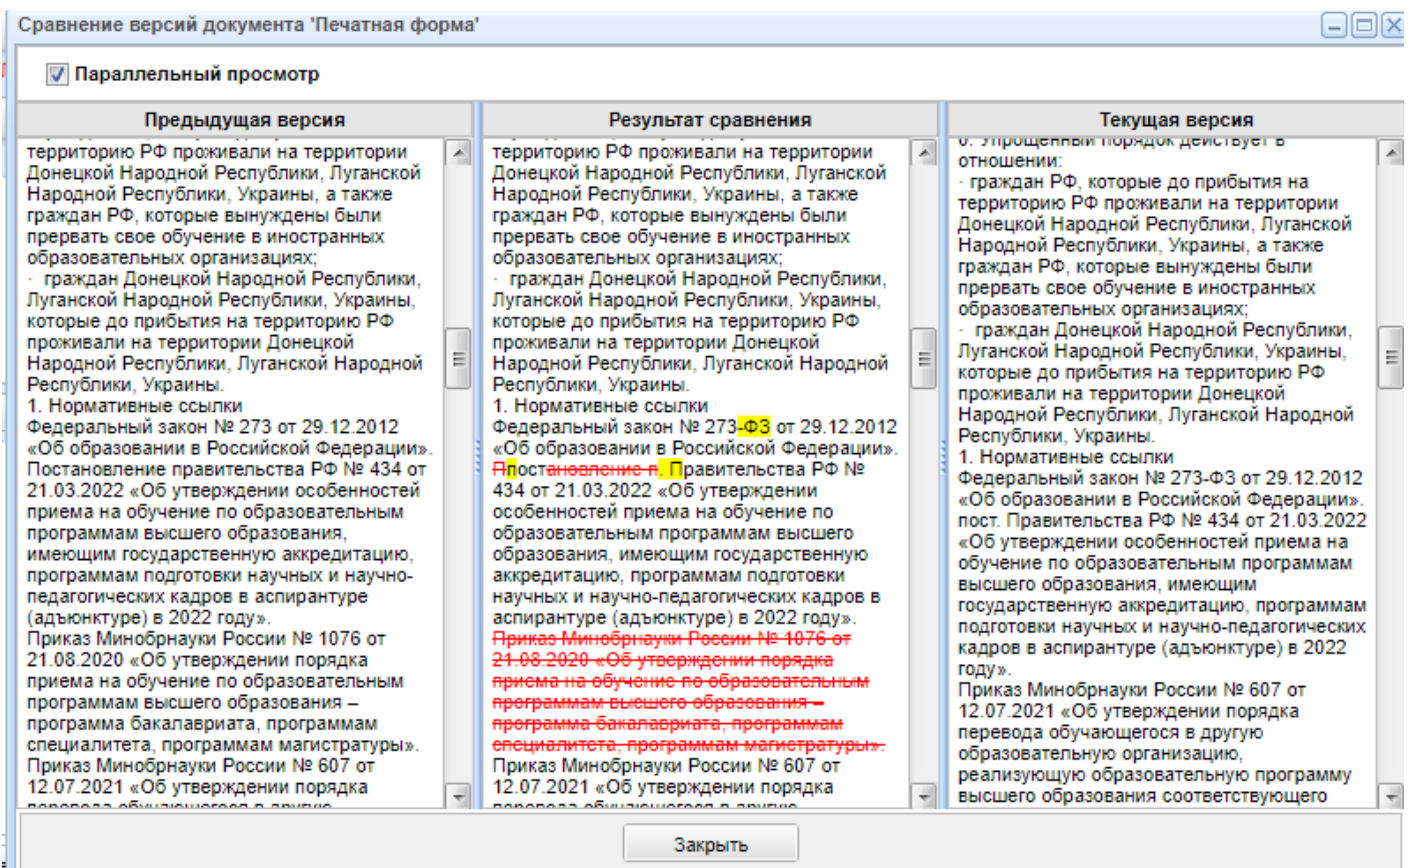 Сравнение версий документа 'Печатная форма'
Параллельный просмотр
Предыдущая версия
территорию РФ проживали на территории
Донецкой Народной Республики, Луганской
Народной Республики, Украины, а также
граждан РФ, которые вынуждены были
прервать свое обучение в иностранных
образовательных организациях;
· граждан Донецкой Народной Республики,
Луганской Народной Республики, Украины,
которые до прибытия на территорию РФ
проживали на территории Донецкой
Народной Республики, Луганской Народной
Республики, Украины.
1. Нормативные ссылки
Федеральный закон № 273 от 29.12.2012
«Об образовании в Российской Федерации».
Постановление правительства РФ № 434 от
21.03.2022 «Об утверждении особенностей
приема на обучение по образовательным
программам высшего образования,
имеющим государственную аккредитацию,
программам подготовки научных и научно-
педагогических кадров в аспирантуре
(адъюнктуре) в 2022 году».
Приказ Минобрнауки России № 1076 от
21.08.2020 «Об утверждении порядка
приема на обучение по образовательным
программам высшего образования –
программа бакалавриата, программам
специалитета, программам магистратуры».
Приказ Минобрнауки России № 607 от
12.07.2021 «Об утверждении порядка
перевода обучающегося в другую
Результат сравнения
территорию РФ проживали на территории
Донецкой Народной Республики, Луганской
Народной Республики, Украины, а также
граждан РФ, которые вынуждены были
прервать свое обучение в иностранных
образовательных организациях;
· граждан Донецкой Народной Республики,
Луганской Народной Республики, Украины,
которые до прибытия на территорию РФ
проживали на территории Донецкой
Народной Республики, Луганской Народной
Республики, Украины.
1. Нормативные ссылки
Федеральный закон № 273-ФЗ от 29.12.2012
«Об образовании в Российской Федерации».
Ппостановление п. Правительства РФ №
434 от 21.03.2022 «Об утверждении
особенностей приема на обучение по
образовательным программам высшего
образования, имеющим государственную
аккредитацию, программам подготовки
научных и научно-педагогических кадров в
аспирантуре (адъюнктуре) в 2022 году».
Приказ Минобрнауки России № 1076 от
21.08.2020 «Об утверждении порядка
приема на обучение по образовательным
программам высшего образования –
программа бакалавриата, программам
специалитета, программам магистратуры».
Приказ Минобрнауки России № 607 от
12.07.2021 «Об утверждении порядка
перевода обучающегося в другую
Текущая версия
0. Упрощенный порядок действует в
отношении:
· граждан РФ, которые до прибытия на
территорию РФ проживали на территории
Донецкой Народной Республики, Луганской
Народной Республики, Украины, а также
граждан РФ, которые вынуждены были
прервать свое обучение в иностранных
образовательных организациях;
· граждан Донецкой Народной Республики,
Луганской Народной Республики, Украины,
которые до прибытия на территорию РФ
проживали на территории Донецкой
Народной Республики, Луганской Народной
Республики, Украины.
1. Нормативные ссылки
Федеральный закон № 273-ФЗ от 29.12.2012
«Об образовании в Российской Федерации».
пост. Правительства РФ № 434 от 21.03.2022
«Об утверждении особенностей приема на
обучение по образовательным программам
высшего образования, имеющим
государственную аккредитацию, программам
подготовки научных и научно-педагогических
кадров в аспирантуре (адъюнктуре) в 2022
году».
Приказ Минобрнауки России № 607 от
12.07.2021 «Об утверждении порядка
перевода обучающегося в другую
образовательную организацию,
реализующую образовательную программу
высшего образования соответствующего
Закрыть